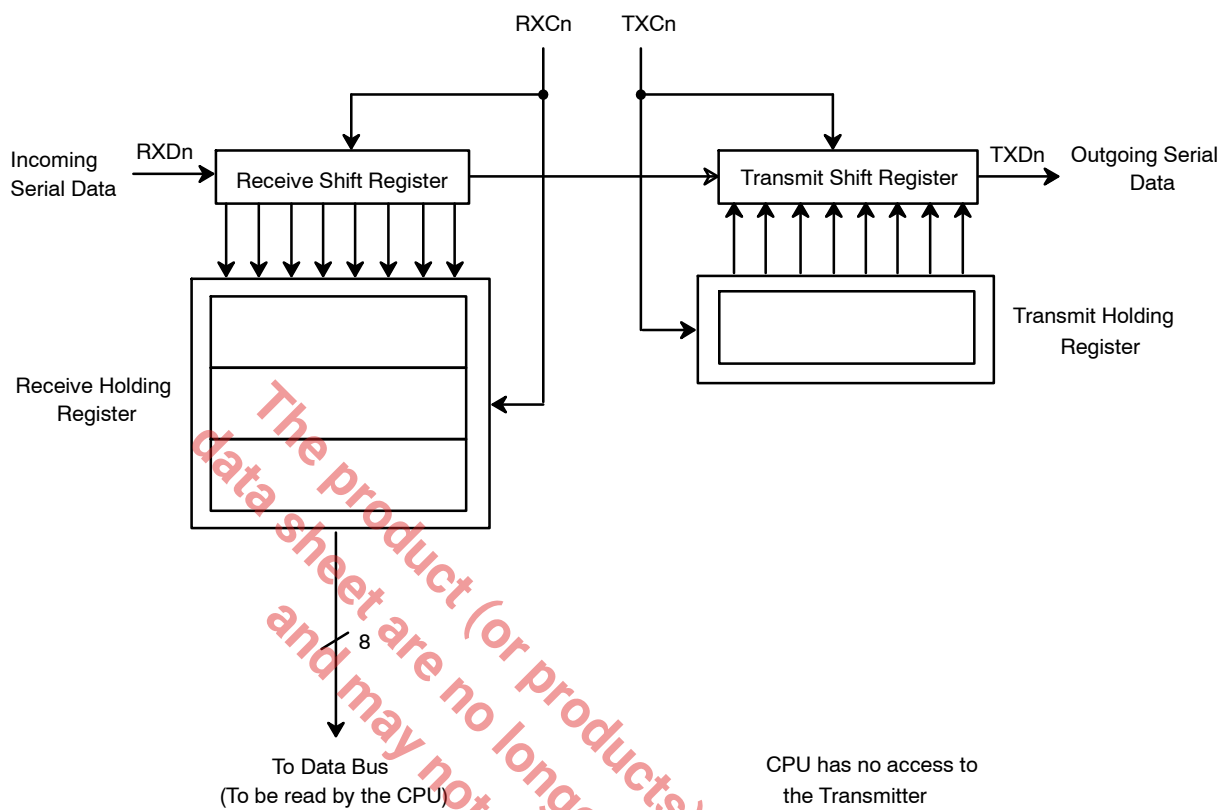 RXCn
TXCn
Incoming
Serial Data
RXDn
Receive Shift Register
Transmit Shift Register
TXDn
Outgoing Serial
Data
Receive Holding
Register
Transmit Holding
Register
8
To Data Bus
(To be read by the CPU)
CPU has no access to
the Transmitter
The product (or products)
data sheet are no longe
and may not